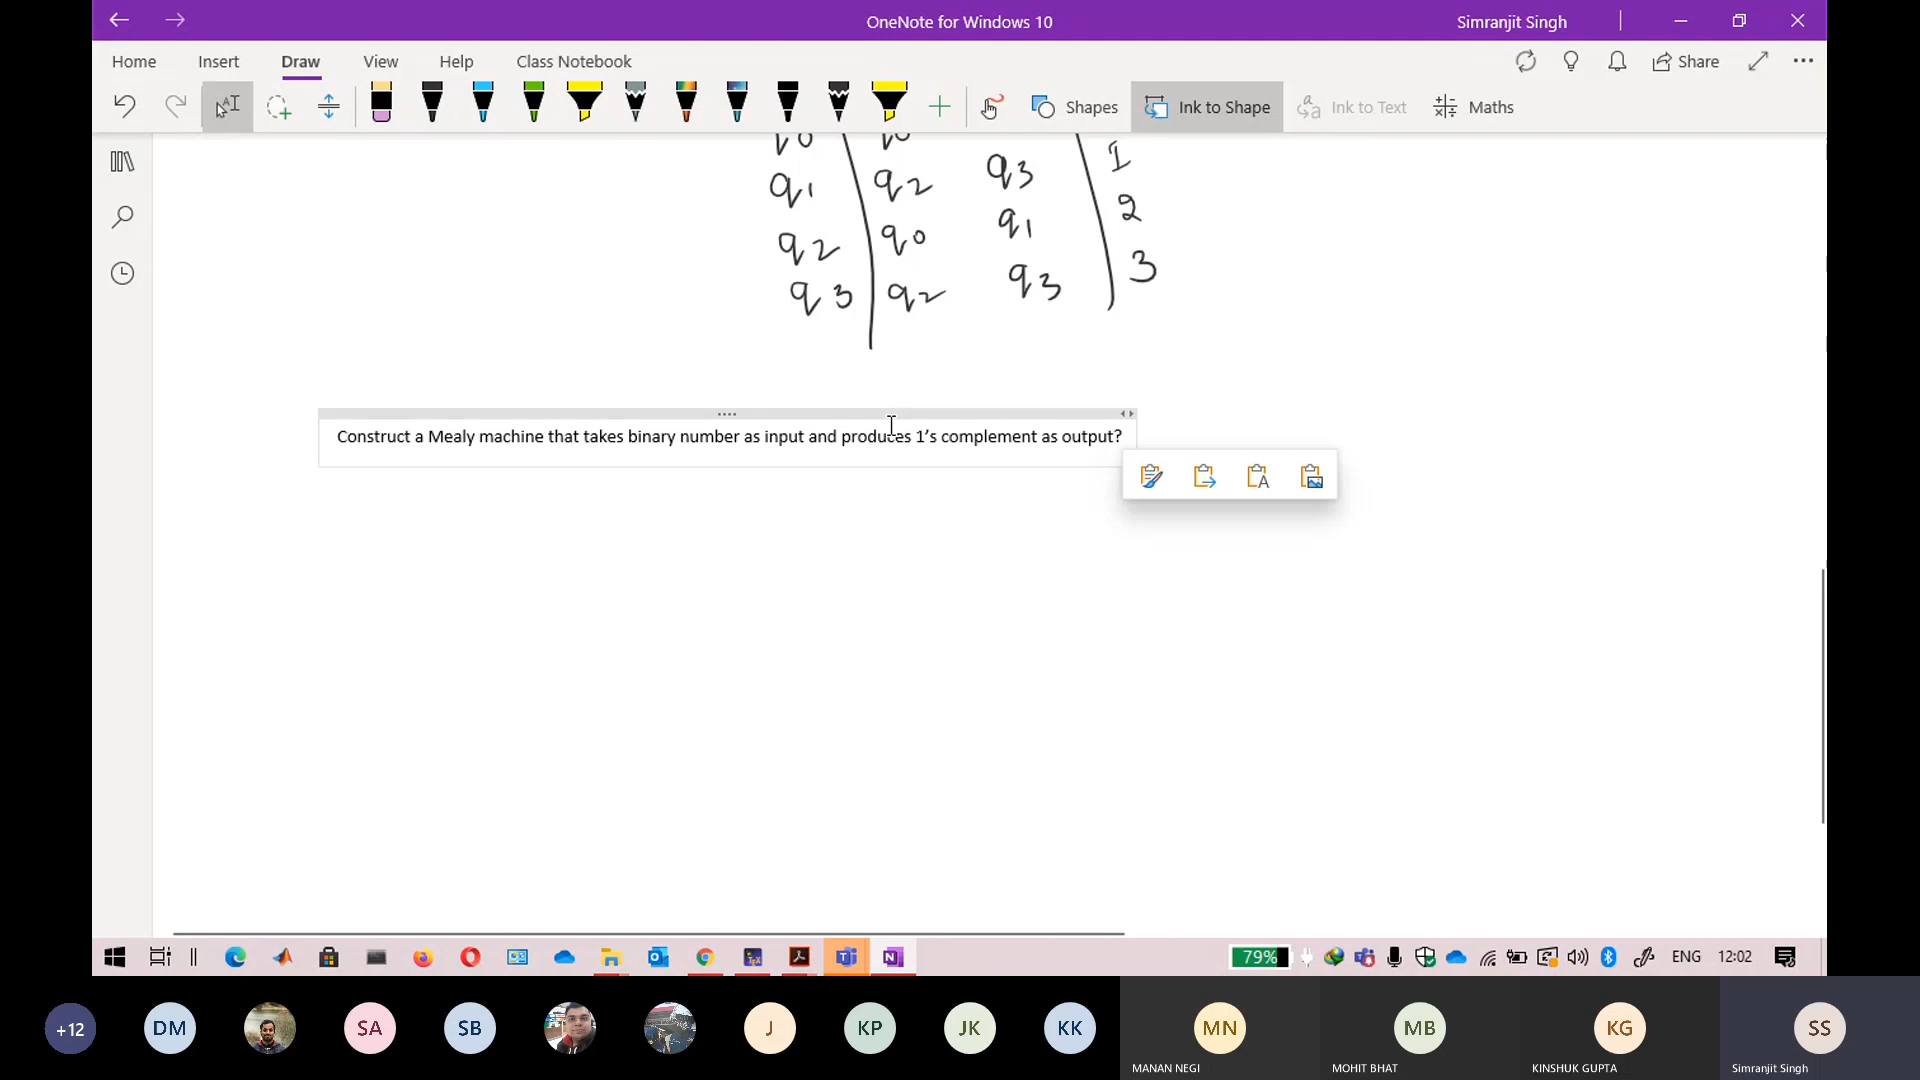 OneNote for Windows 10
Simranjit Singh
Home Insert Draw View Help Class Notebook
Share
Shapes
Ink to Shape
Ink to Text
Maths
q0 1
q1 q2 q3 2
q2 q0 q1 3
q3 q2 q3
Construct a Mealy machine that takes binary number as input and produces 1's complement as output?
79%
ENG 12:02
+12 DM SA SB J KP JK KK MN MB KG SS
MANAN NEGI MOHIT BHAT KINSHUK GUPTA Simranjit Singh